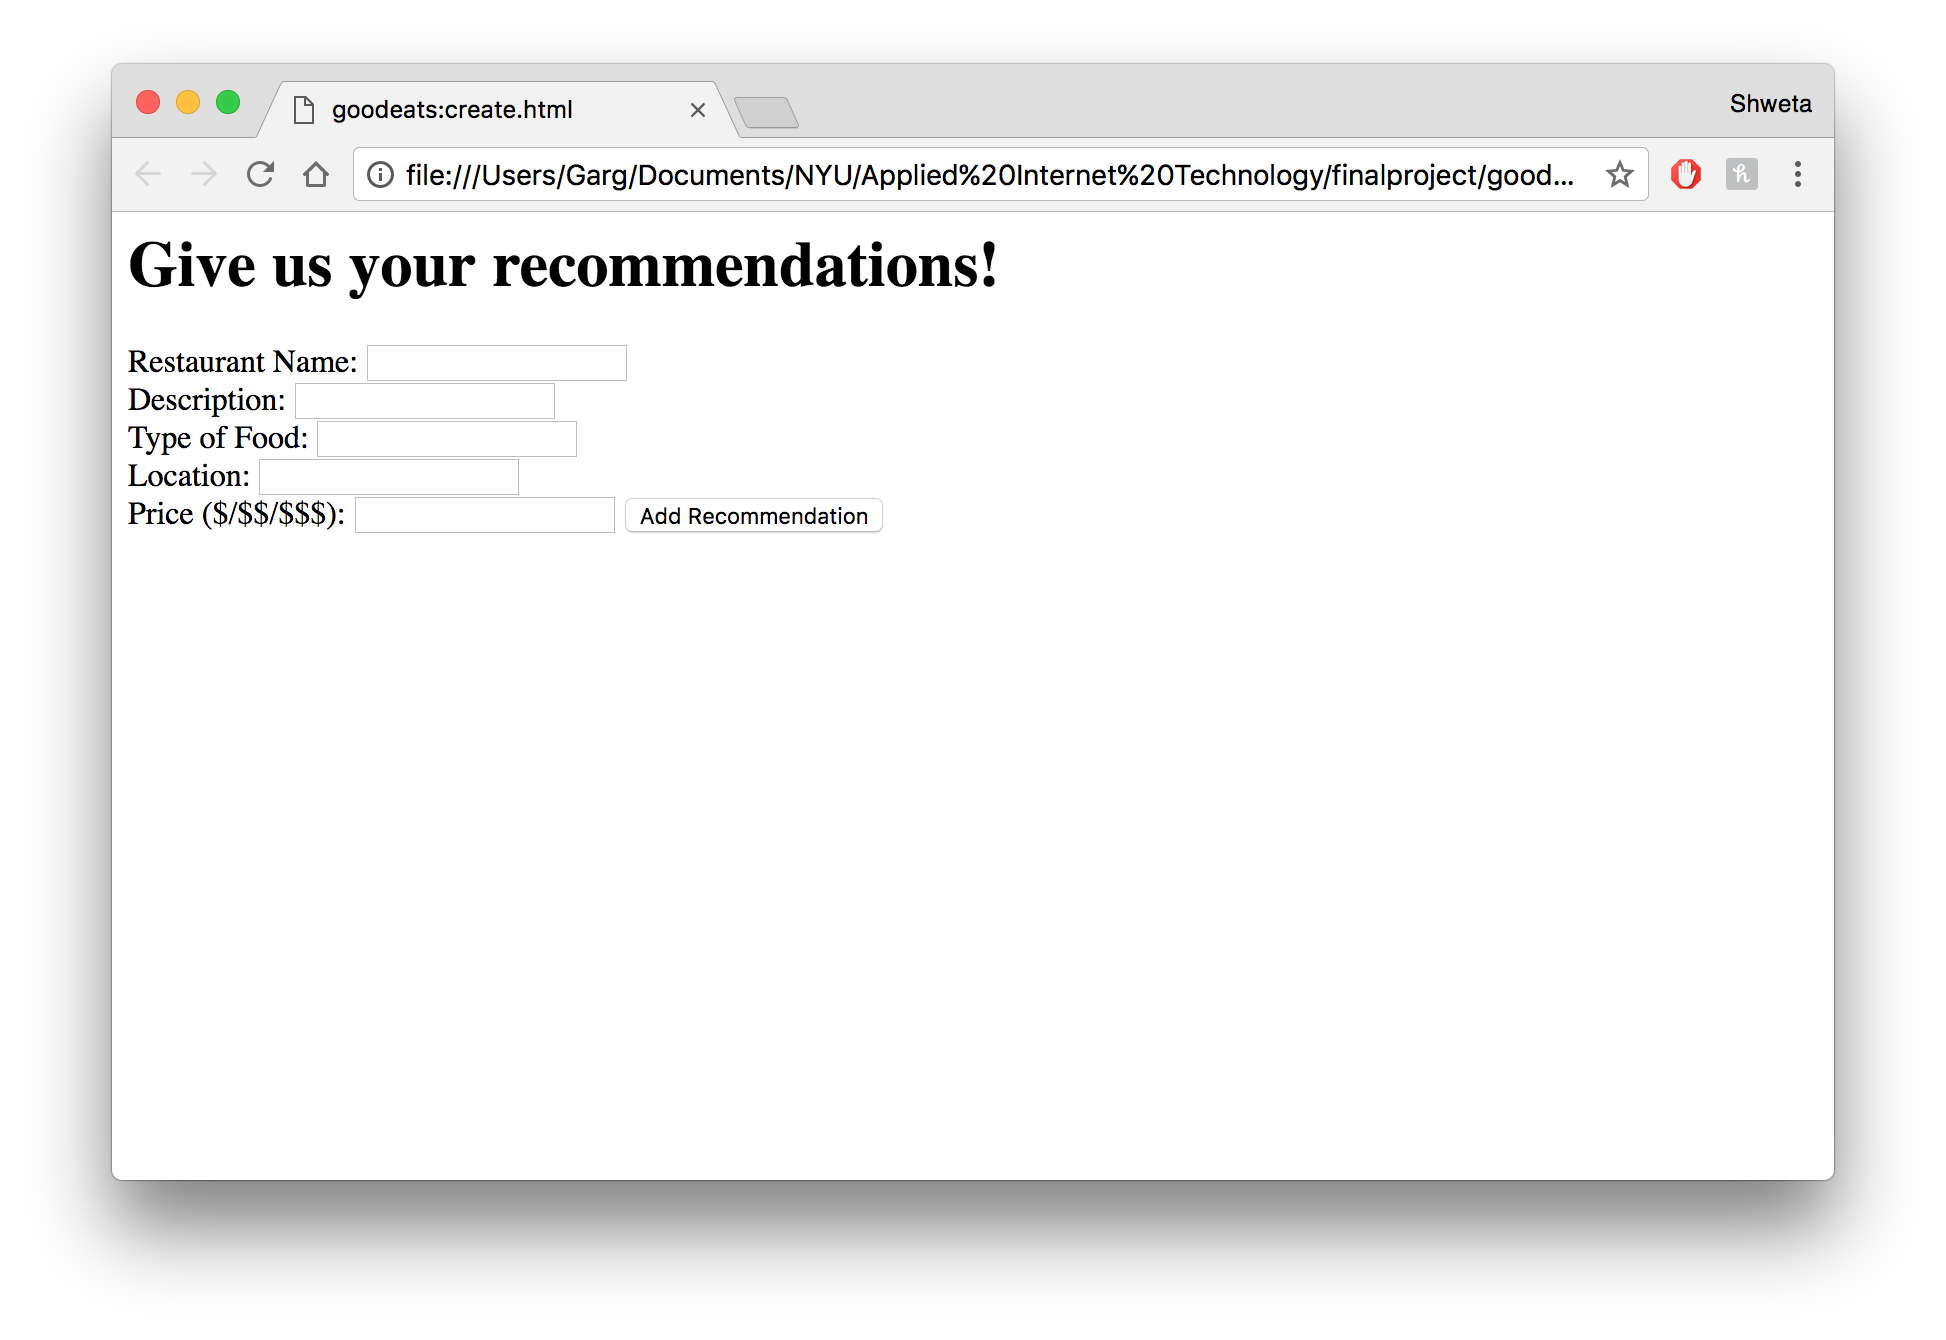 goodeats:create.html
Shweta
file:///Users/Garg/Documents/NYU/Applied%20Internet%20Technology/finalproject/good...
Give us your recommendations!
Restaurant Name:
Description:
Type of Food:
Location:
Price ($/$$/$$$): Add Recommendation